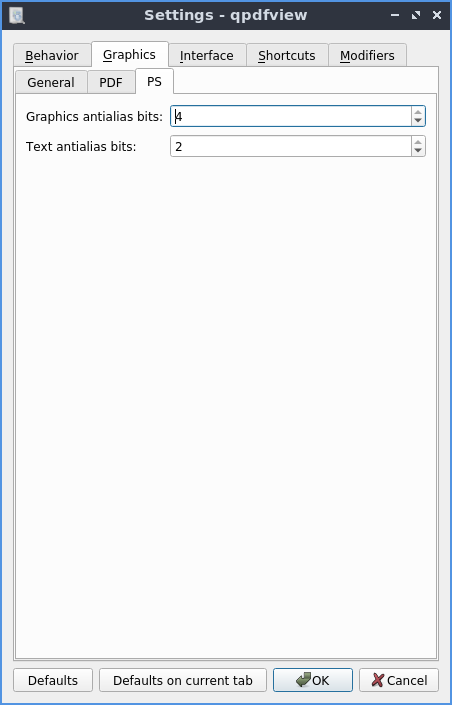 Settings - qpdfview
Behavior Graphics Interface Shortcuts Modifiers
General PDF PS
Graphics antialias bits: 4
Text antialias bits: 2
Defaults Defaults on current tab OK Cancel